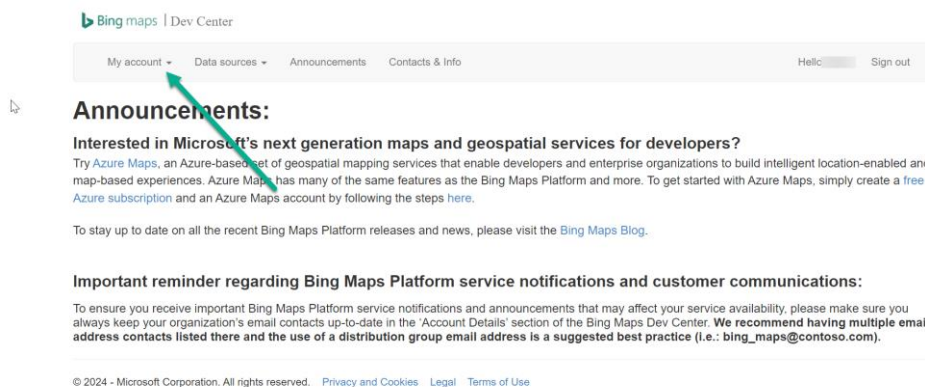 Bing maps | Dev Center
My account Data sources Announcements Contacts & Info Hello Sign out
Announcements:
Interested in Microsoft's next generation maps and geospatial services for developers?
Try Azure Maps, an Azure-based set of geospatial mapping services that enable developers and enterprise organizations to build intelligent location-enabled and
map-based experiences. Azure Maps has many of the same features as the Bing Maps Platform and more. To get started with Azure Maps, simply create a free
Azure subscription and an Azure Maps account by following the steps here.
To stay up to date on all the recent Bing Maps Platform releases and news, please visit the Bing Maps Blog.
Important reminder regarding Bing Maps Platform service notifications and customer communications:
To ensure you receive important Bing Maps Platform service notifications and announcements that may affect your service availability, please make sure you
always keep your organization's email contacts up-to-date in the 'Account Details' section of the Bing Maps Dev Center. We recommend having multiple emai
address contacts listed there and the use of a distribution group email address is a suggested best practice (i.e.: bing_maps@contoso.com).
© 2024 - Microsoft Corporation. All rights reserved. Privacy and Cookies Legal Terms of Use